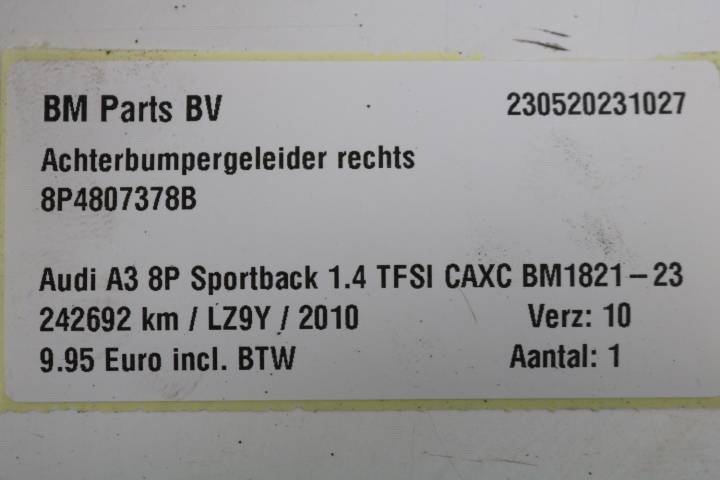 BM Parts BV 230520231027
Achterbumpergeleider rechts
8P4807378B
Audi A3 8P Sportback 1.4 TFSI CAXC BM1821-23
242692 km / LZ9Y / 2010 Verz: 10
9.95 Euro incl. BTW Aantal: 1